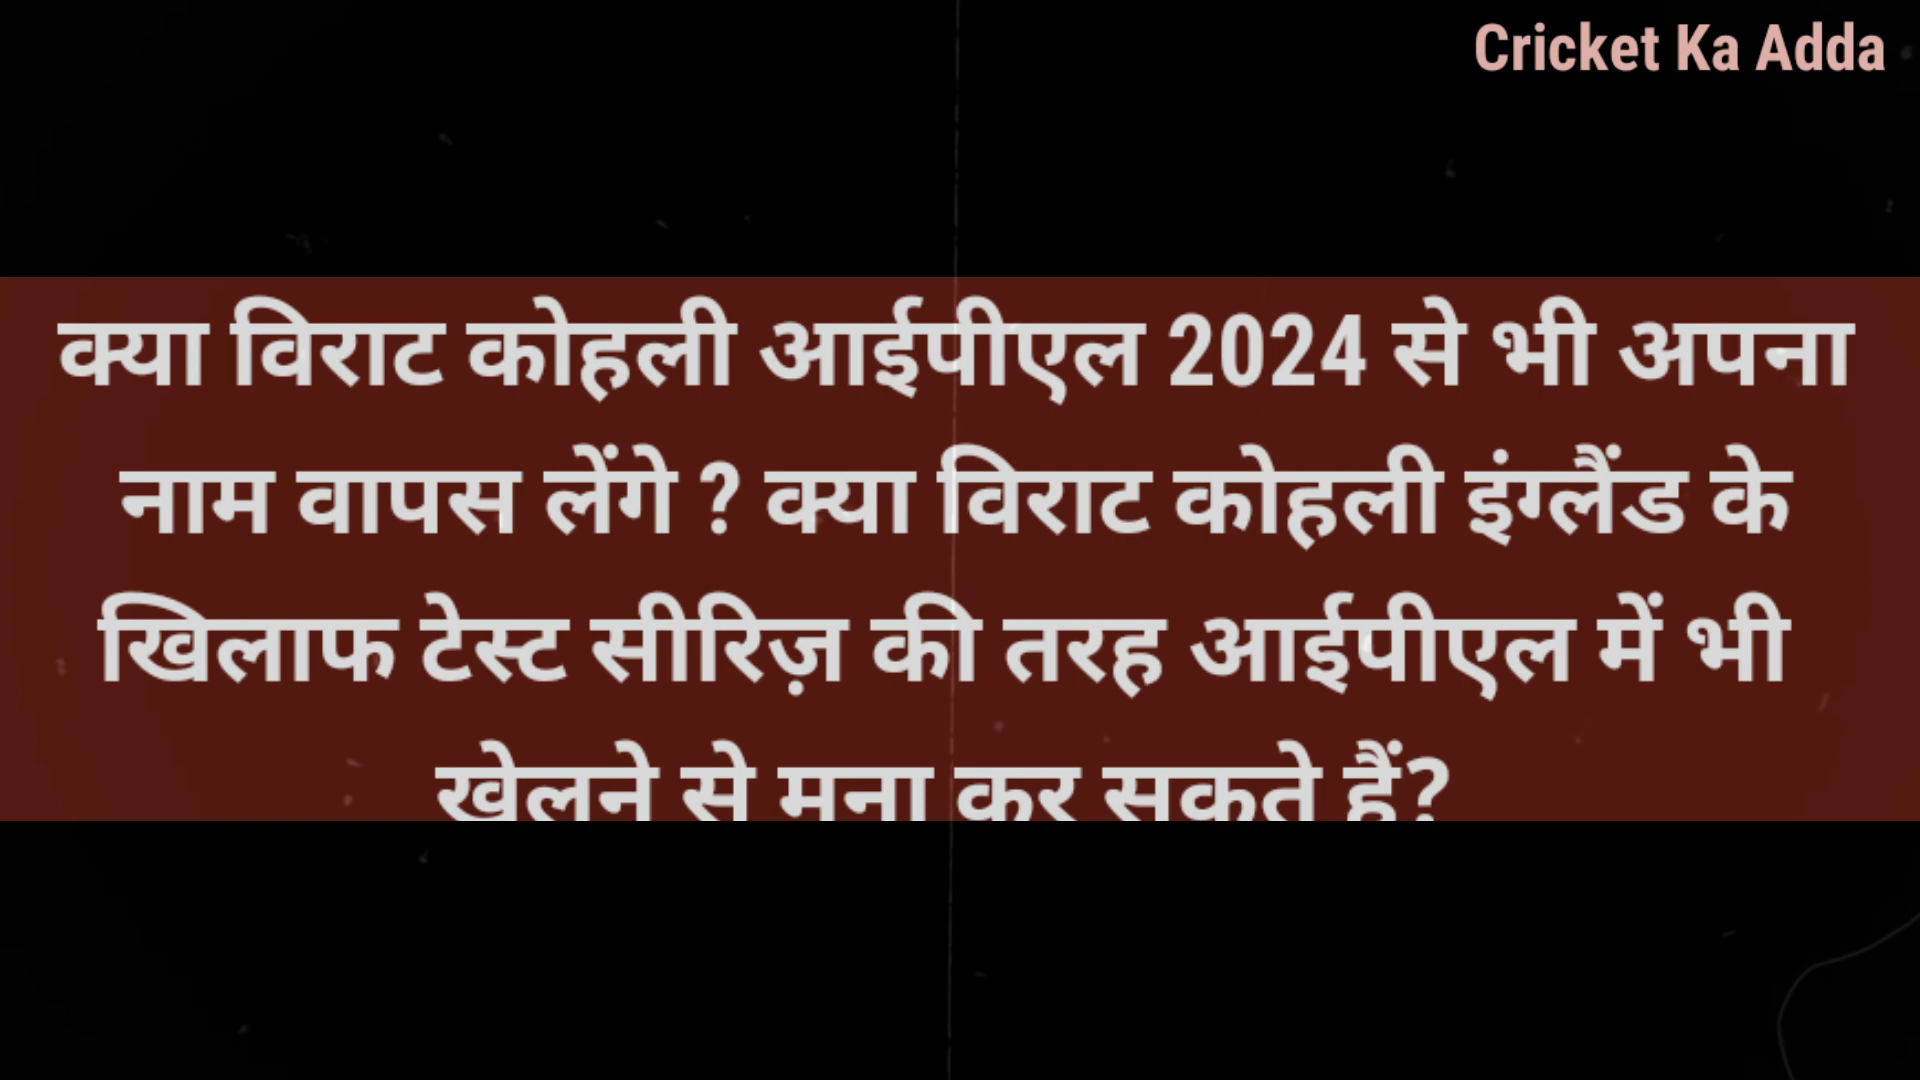 Cricket Ka Adda
क्या विराट कोहली आईपीएल 2024 से भी अपना
नाम वापस लेंगे ? क्या विराट कोहली इंग्लैंड के
खिलाफ टेस्ट सीरिज़ की तरह आईपीएल में भी
खेलने से मना कर सकते हैं?